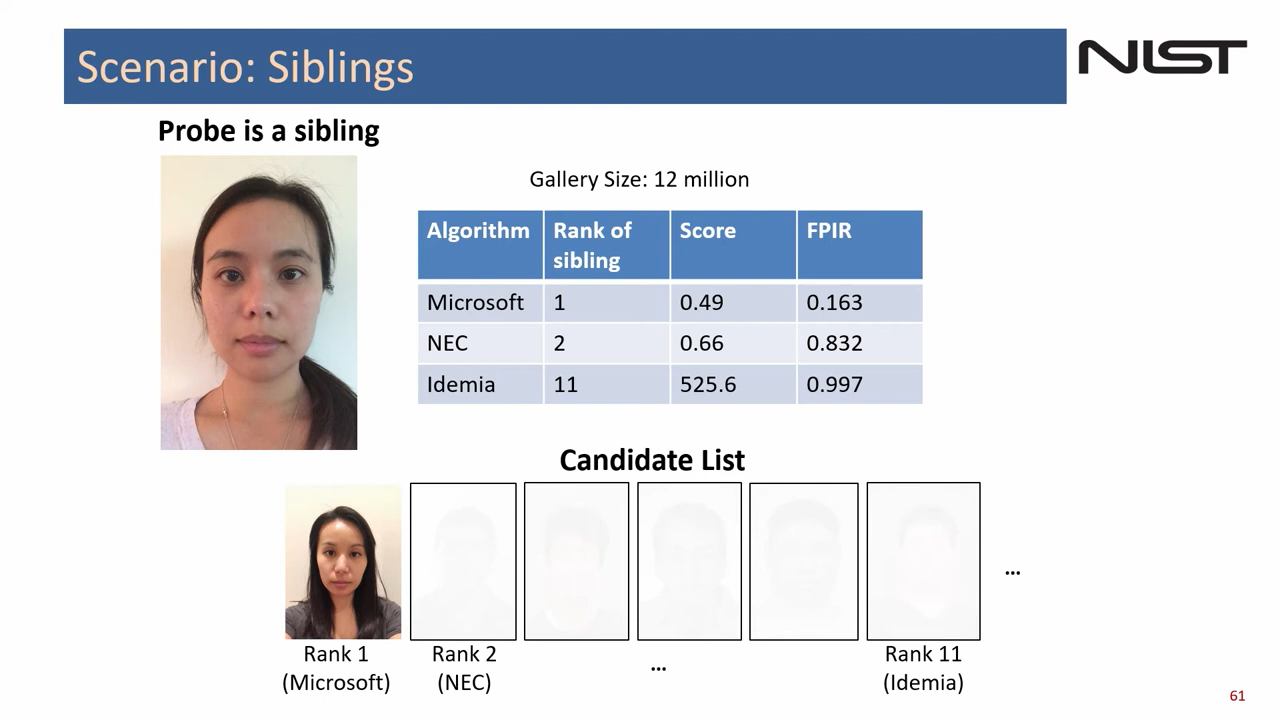 Scenario: Siblings
NIST
Probe is a sibling
Gallery Size: 12 million
Algorithm Rank of sibling Score FPIR
Microsoft 1 0.49 0.163
NEC 2 0.66 0.832
Idemia 11 525.6 0.997
Candidate List
...
Rank 1 Rank 2 ... Rank 11
(Microsoft) (NEC) (Idemia)
61